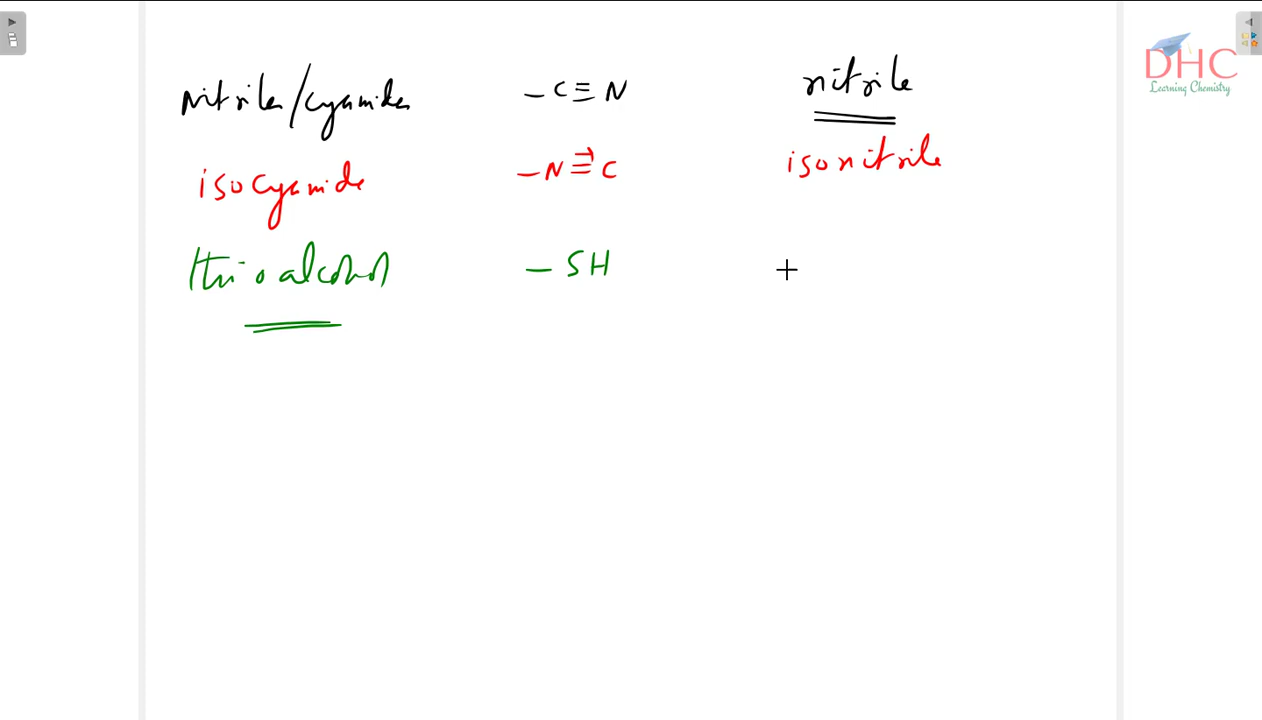 DHC
Learning Chemistry
nitrile/cyanide –C≡N nitrile
isocyanide –N≡C isonitrile
thioalcohol –SH